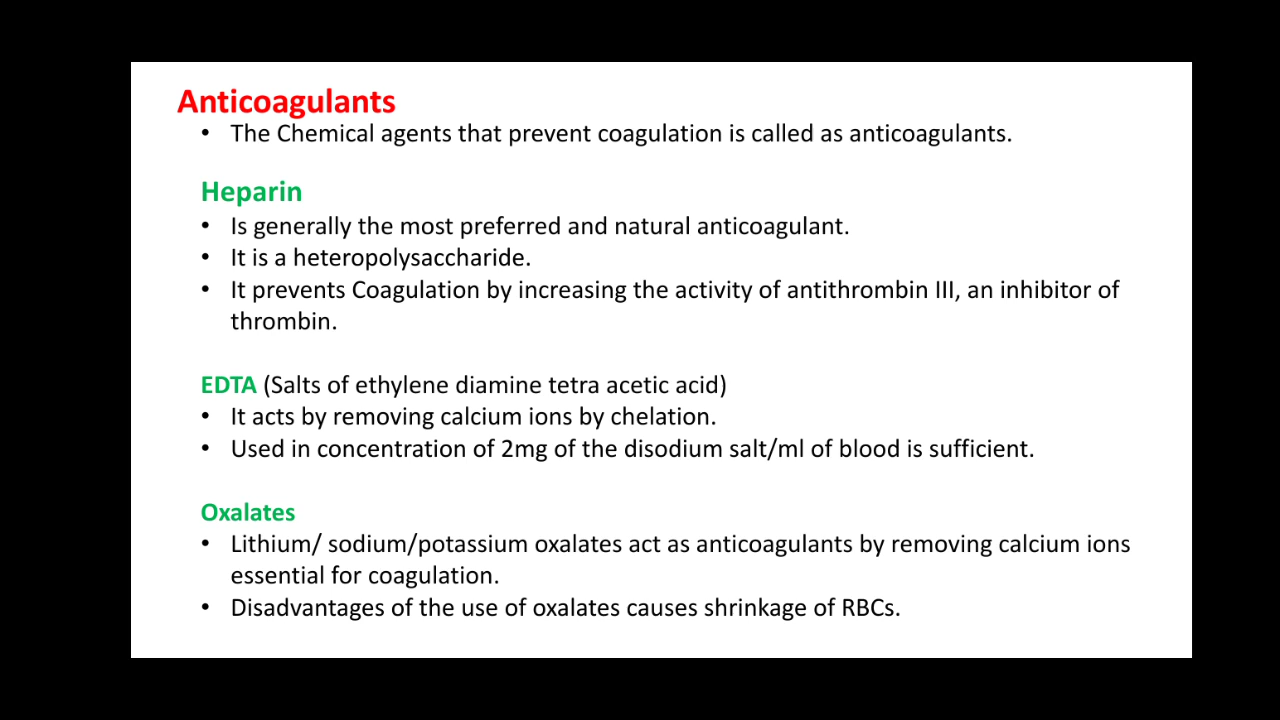 Anticoagulants
• The Chemical agents that prevent coagulation is called as anticoagulants.
Heparin
• Is generally the most preferred and natural anticoagulant.
• It is a heteropolysaccharide.
• It prevents Coagulation by increasing the activity of antithrombin III, an inhibitor of
thrombin.
EDTA (Salts of ethylene diamine tetra acetic acid)
• It acts by removing calcium ions by chelation.
• Used in concentration of 2mg of the disodium salt/ml of blood is sufficient.
Oxalates
• Lithium/ sodium/potassium oxalates act as anticoagulants by removing calcium ions
essential for coagulation.
• Disadvantages of the use of oxalates causes shrinkage of RBCs.